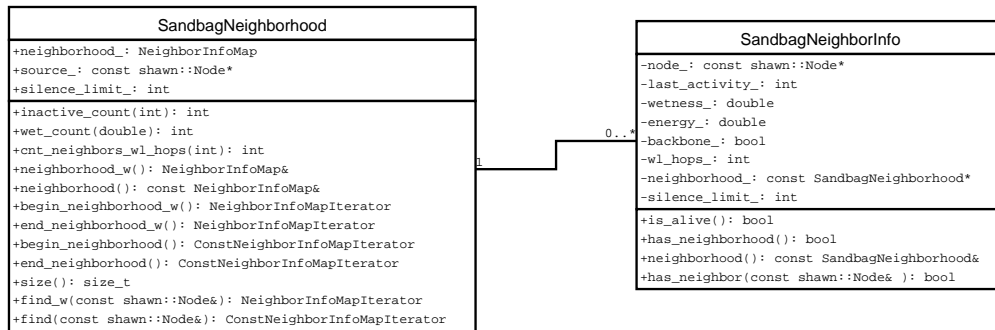 SandbagNeighborhood
+neighborhood_: NeighborInfoMap
+source_: const shawn::Node*
+silence_limit_: int
+inactive_count(int): int
+wet_count(double): int
+cnt_neighbors_wl_hops(int): int
+neighborhood_w(): NeighborInfoMap&
+neighborhood(): const NeighborInfoMap&
+begin_neighborhood_w(): NeighborInfoMapIterator
+end_neighborhood_w(): NeighborInfoMapIterator
+begin_neighborhood(): ConstNeighborInfoMapIterator
+end_neighborhood(): ConstNeighborInfoMapIterator
+size(): size_t
+find_w(const shawn::Node&): NeighborInfoMapIterator
+find(const shawn::Node&): ConstNeighborInfoMapIterator
1
0..*
SandbagNeighborInfo
-node_: const shawn::Node*
-last_activity_: int
-wetness_: double
-energy_: double
-backbone_: bool
-wl_hops_: int
-neighborhood_: const SandbagNeighborhood*
-silence_limit_: int
+is_alive(): bool
+has_neighborhood(): bool
+neighborhood(): const SandbagNeighborhood&
+has_neighbor(const shawn::Node& ): bool